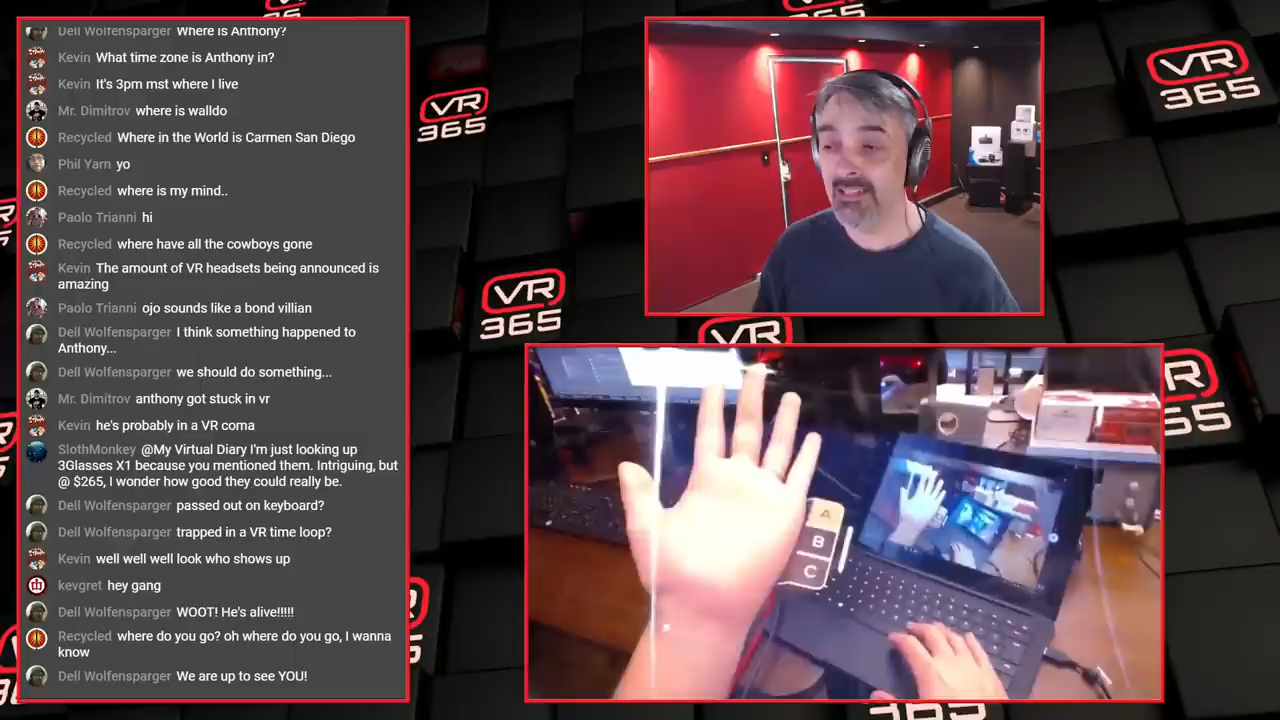 Dell Wolfensparger Where is Anthony?
Kevin What time zone is Anthony in?
Kevin It's 3pm mst where I live
Mr. Dimitrov where is walldo
Recycled Where in the World is Carmen San Diego
Phil Yarn yo
Recycled where is my mind..
Paolo Trianni hi
Recycled where have all the cowboys gone
Kevin The amount of VR headsets being announced is
amazing
Paolo Trianni ojo sounds like a bond villian
Dell Wolfensparger I think something happened to
Anthony...
Dell Wolfensparger we should do something...
Mr. Dimitrov anthony got stuck in vr
Kevin he's probably in a VR coma
SlothMonkey @My Virtual Diary I'm just looking up
3Glasses X1 because you mentioned them. Intriguing, but
@ $265, I wonder how good they could really be.
Dell Wolfensparger passed out on keyboard?
Dell Wolfensparger trapped in a VR time loop?
Kevin well well well look who shows up
kevgret hey gang
Dell Wolfensparger WOOT! He's alive!!!!!
Recycled where do you go? oh where do you go, I wanna
know
Dell Wolfensparger We are up to see YOU!
365
365
VR
365
VR
365
VR
365
VR
R
65
365
A
B
C